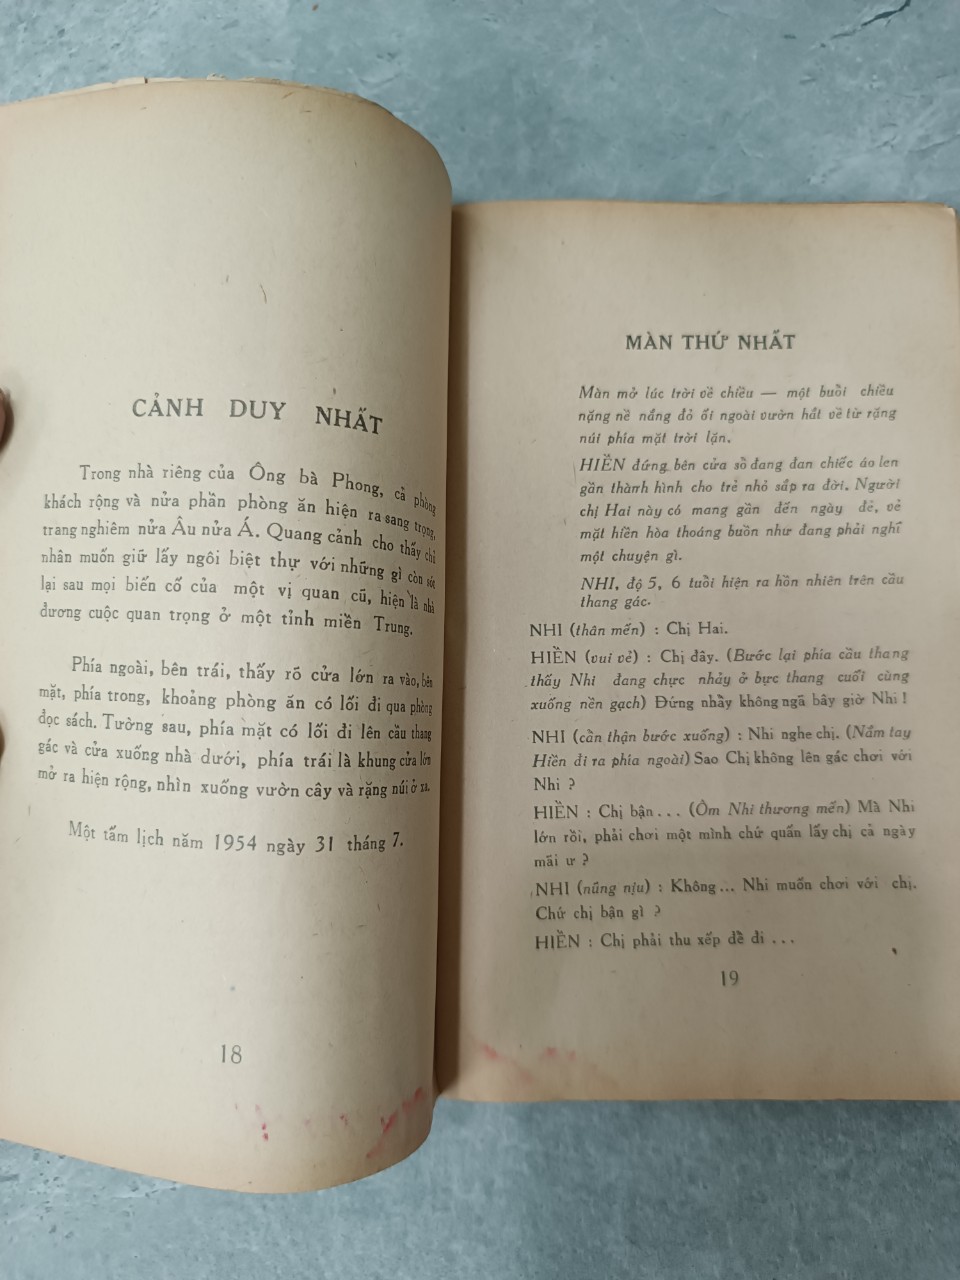 CẢNH DUY NHẤT
Trong nhà riêng của Ông bà Phong, cả phòng
khách rộng và nửa phần phòng ăn hiện ra sang trọng,
trang nghiêm nửa Âu nửa Á. Quang cảnh cho thấy chủ
nhân muốn giữ lấy ngôi biệt thự với những gì còn sót
lại sau mọi biến cố của một vị quan cũ, hiện là nhà
đương cuộc quan trọng ở một tỉnh miền Trung.
Phía ngoài, bên trái, thấy rõ cửa lớn ra vào, bên
mặt, phía trong, khoảng phòng ăn có lối đi qua phòng
đọc sách. Tường sau, phía mặt có lối đi lên cầu thang
gác và cửa xuống nhà dưới, phía trái là khung cửa lớn
mở ra hiện rộng, nhìn xuống vườn cây và rặng núi ở xa.
Một tấm lịch năm 1954 ngày 31 tháng 7.
18
MÀN THỨ NHẤT
Màn mở lúc trời về chiều — một buổi chiều
nặng nề nắng đỏ ối ngoài vườn hắt về từ rặng
núi phía mặt trời lặn.
HIỀN đứng bên cửa sổ đang đan chiếc áo len
gần thành hình cho trẻ nhỏ sắp ra đời. Người
chị Hai này có mang gần đến ngày đẻ, vẻ
mặt hiền hòa thoáng buồn như đang phải nghĩ
một chuyện gì.
NHI, độ 5, 6 tuổi hiện ra hồn nhiên trên cầu
thang gác.
NHI (thân mến) : Chị Hai.
HIỀN (vui vẻ) : Chị đây. (Bước lại phía cầu thang
thấy Nhi đang chực nhảy ở bực thang cuối cùng
xuống nền gạch) Đứng nhẩy không ngã bây giờ Nhi !
NHI (cẩn thận bước xuống) : Nhi nghe chị. (Nắm tay
Hiền đi ra phía ngoài) Sao Chị không lên gác chơi với
Nhi ?
HIỀN : Chị bận . . . (Ôm Nhi thương mến) Mà Nhi
lớn rồi, phải chơi một mình chứ quấn lấy chị cả ngày
mãi ư ?
NHI (nũng nịu) : Không ... Nhi muốn chơi với chị.
Chứ chị bận gì ?
HIỀN : Chị phải thu xếp để đi . . .
19